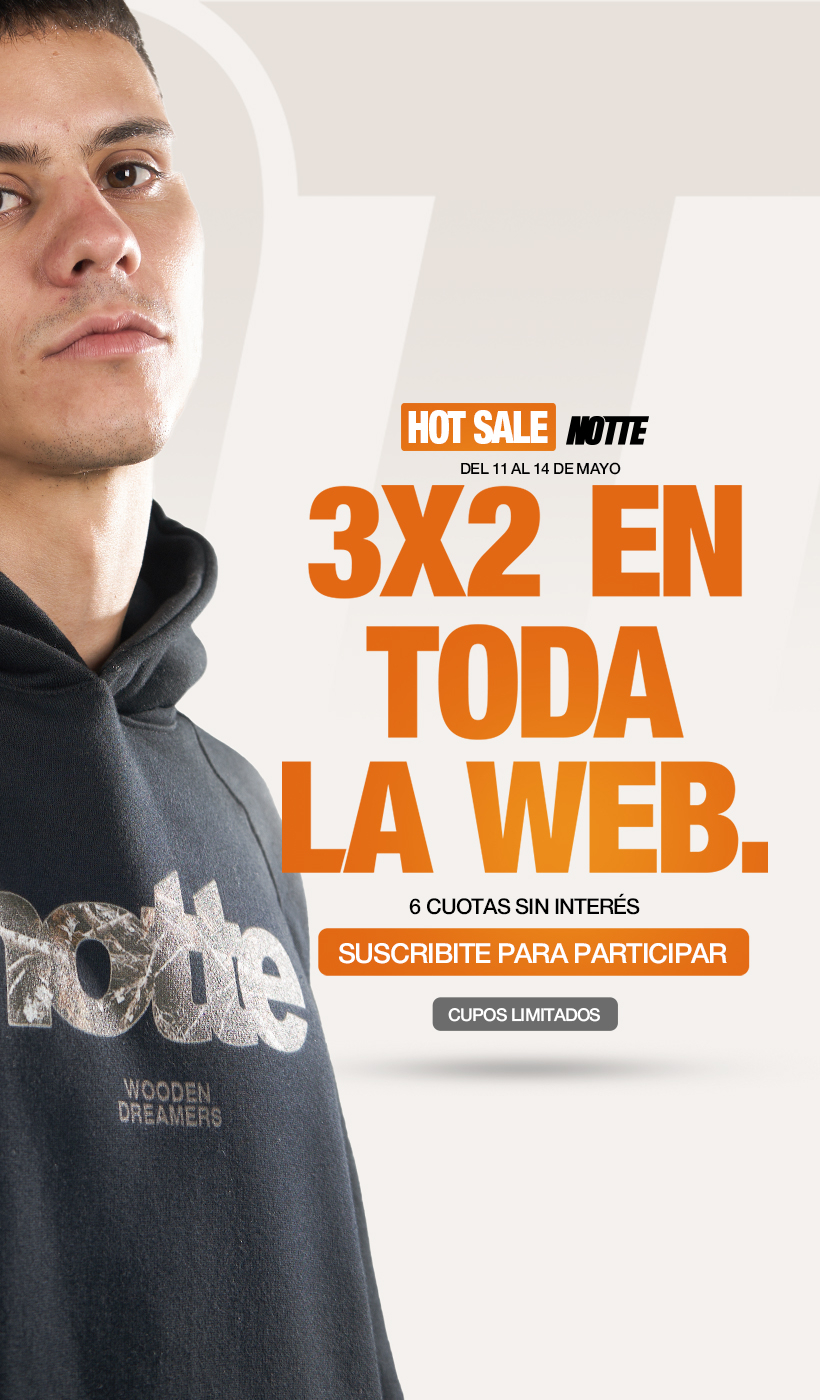 HOT SALE NOTTE
DEL 11 AL 14 DE MAYO
3X2 EN
TODA
LA WEB.
6 CUOTAS SIN INTERÉS
SUSCRIBITE PARA PARTICIPAR
CUPOS LIMITADOS
notte
WOODEN
DREAMERS